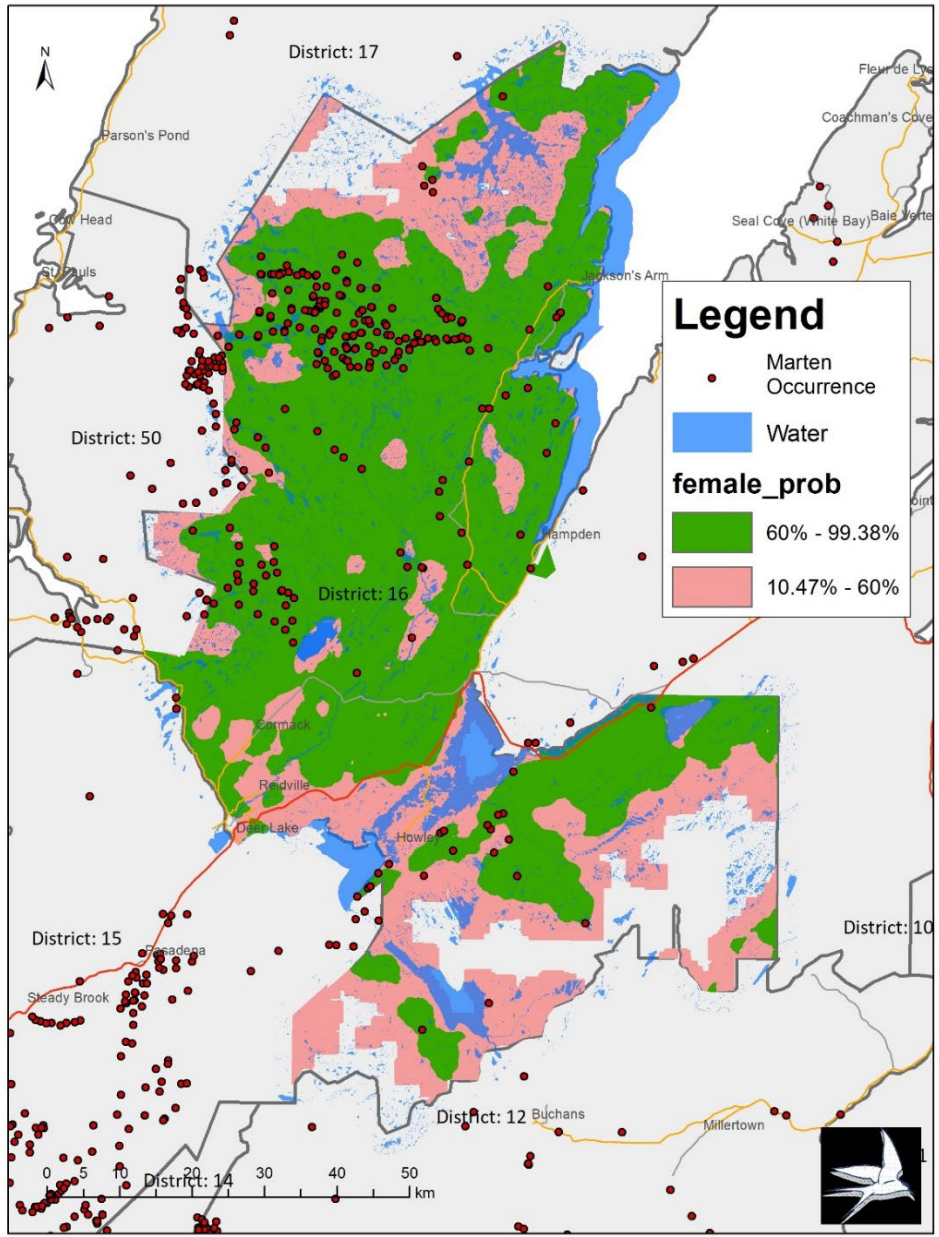 N
District: 17
Fleur de Lys
Coachman's Cove
Parson's Pond
Cow Head
Seal Cove (White Bay)
Baie Verte
St. Pauls
Jackson's Arm
Legend
Marten
Occurrence
Water
female_prob
60% - 99.38%
10.47% - 60%
District: 50
Hampden
District: 16
Cormack
Reidville
Deer Lake
Howley
District: 15
District: 10
Pasadena
Steady Brook
District: 12
Buchans
Millertown
District: 14
0 5 10 20 30 40 50
km